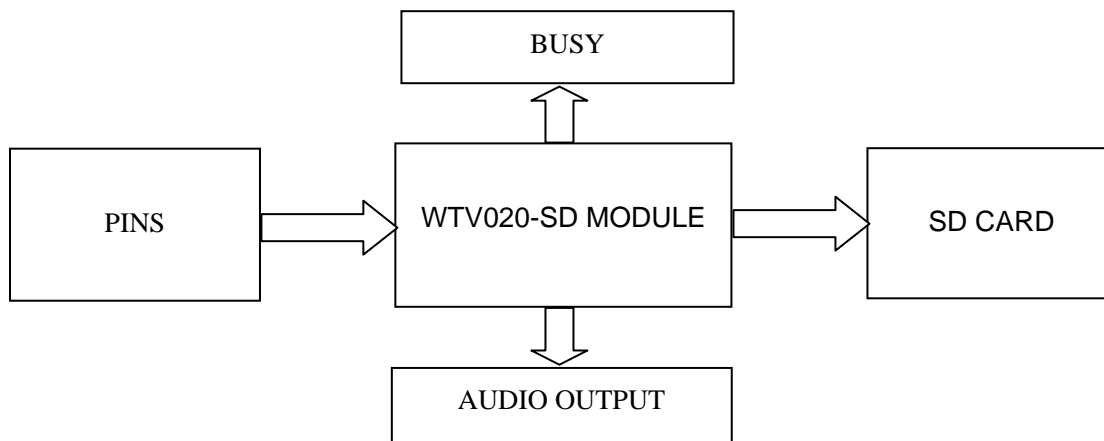 BUSY
PINS
WTV020-SD MODULE
SD CARD
AUDIO OUTPUT